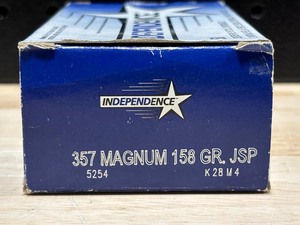 INDEPENDENCE
357 MAGNUM 158 GR. JSP
5254 K28M4